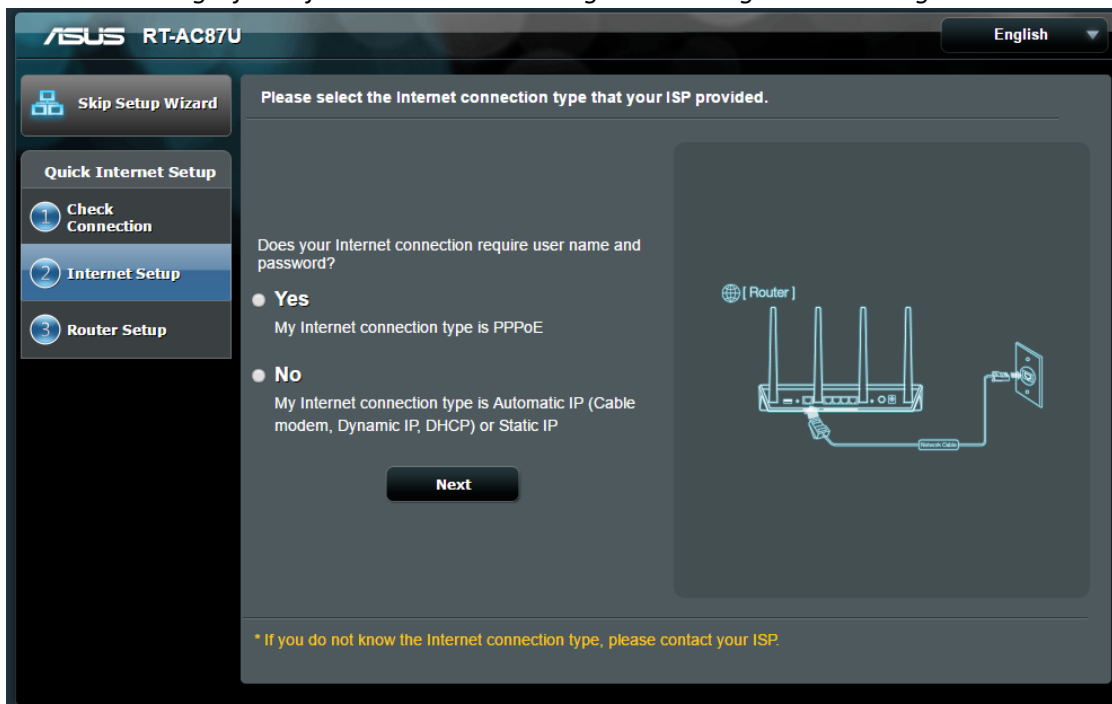 ASUS RT-AC87U
English
Skip Setup Wizard
Quick Internet Setup
1 Check
Connection
2 Internet Setup
3 Router Setup
Please select the Internet connection type that your ISP provided.
Does your Internet connection require user name and
password?
Yes
My Internet connection type is PPPoE
No
My Internet connection type is Automatic IP (Cable
modem, Dynamic IP, DHCP) or Static IP
Next
[ Router ]
Network Cable
* If you do not know the Internet connection type, please contact your ISP.